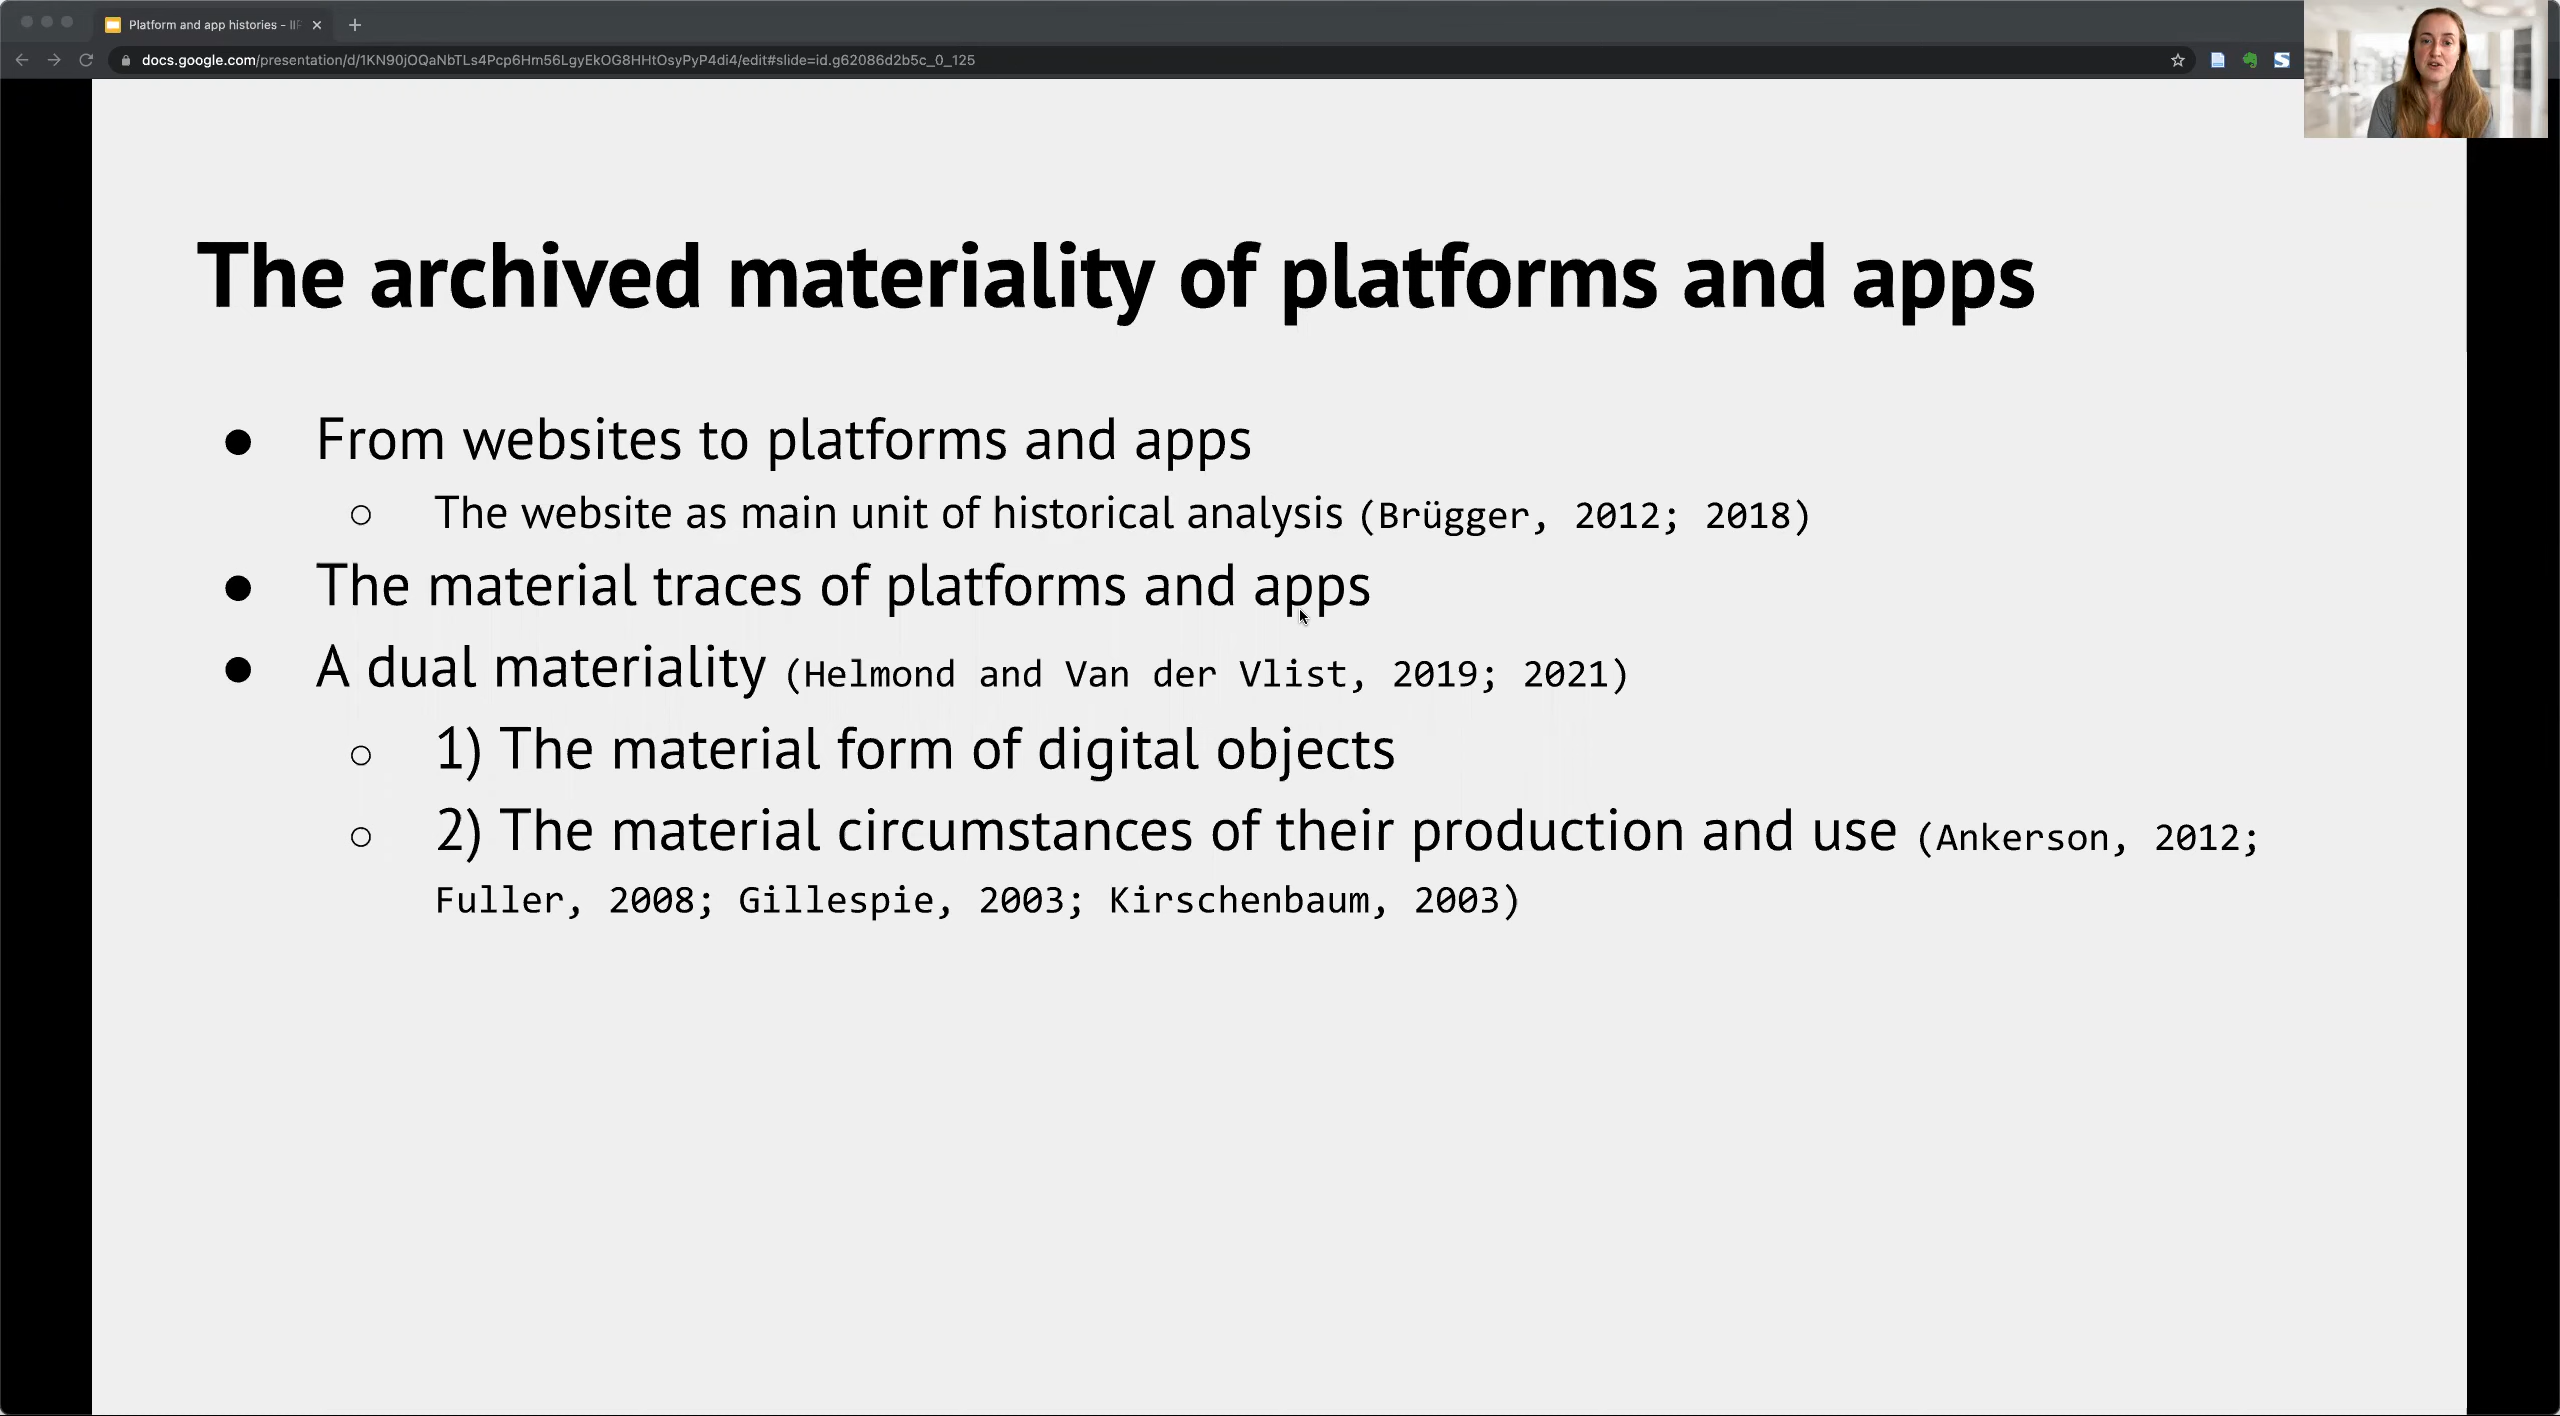 Platform and app histories - II
docs.google.com/presentation/d/1KN90jOQaNbTLs4Pcp6Hm56LgyEkOG8HHtOsyPyP4di4/edit#slide=id.g62086d2b5c_0_125
The archived materiality of platforms and apps
● From websites to platforms and apps
○ The website as main unit of historical analysis (Brügger, 2012; 2018)
● The material traces of platforms and apps
● A dual materiality (Helmond and Van der Vlist, 2019; 2021)
○ 1) The material form of digital objects
○ 2) The material circumstances of their production and use (Ankerson, 2012;
Fuller, 2008; Gillespie, 2003; Kirschenbaum, 2003)